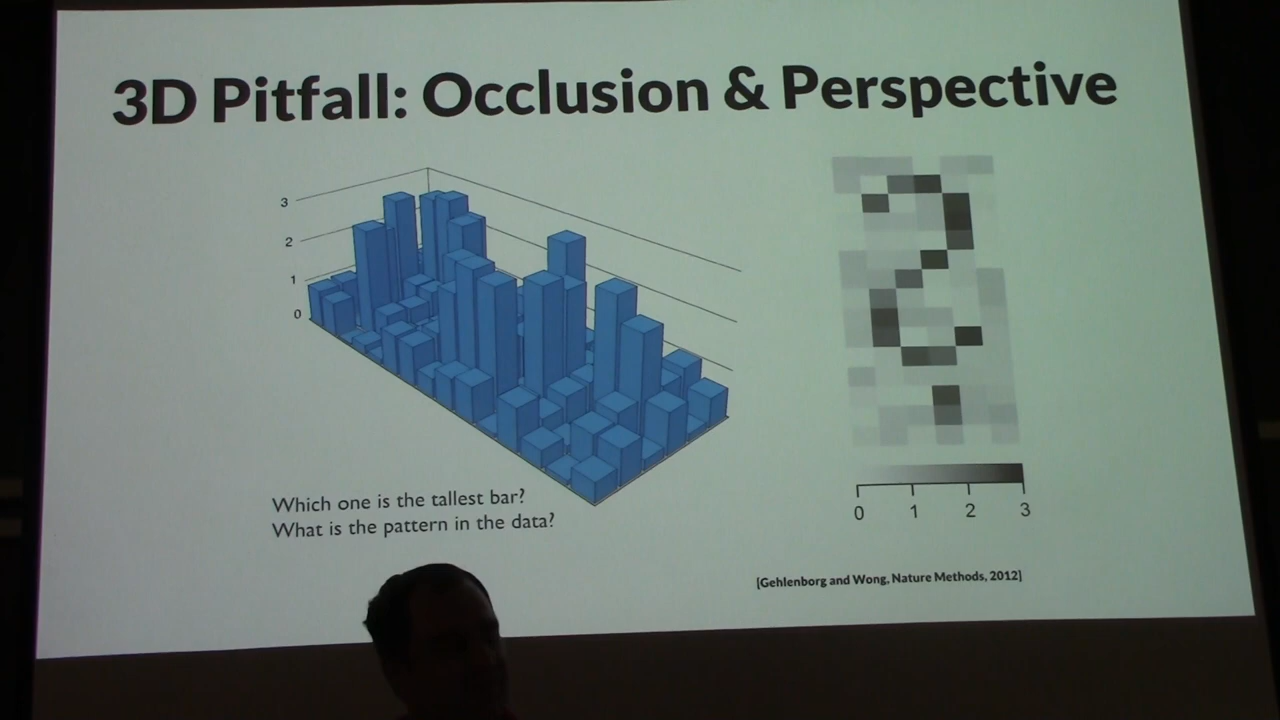 3D Pitfall: Occlusion & Perspective
3
2
1
0
Which one is the tallest bar?
What is the pattern in the data?
0 1 2 3
[Gehlenborg and Wong, Nature Methods, 2012]